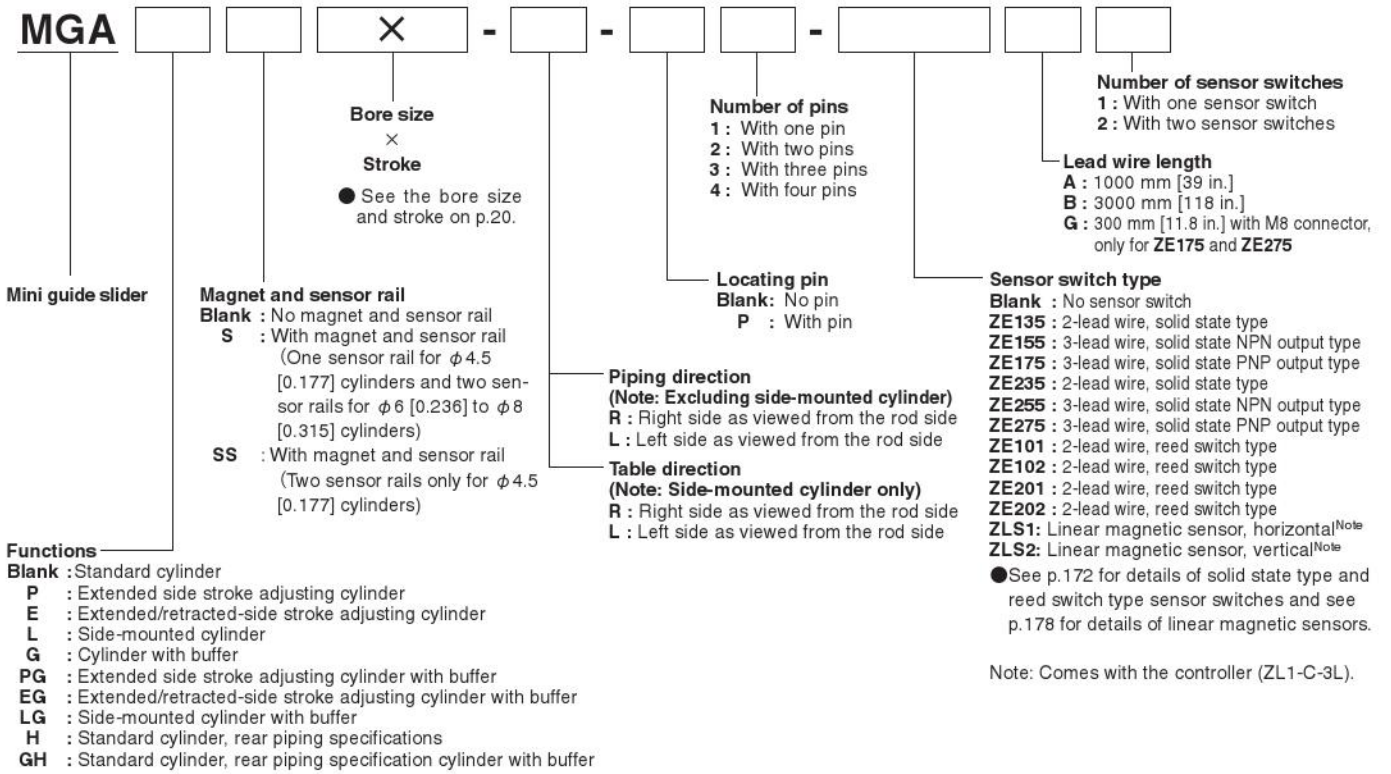 MGA × - - -
Number of sensor switches
1 : With one sensor switch
2 : With two sensor switches
Bore size
×
Stroke
● See the bore size
and stroke on p.20.
Number of pins
1 : With one pin
2 : With two pins
3 : With three pins
4 : With four pins
Lead wire length
A : 1000 mm [39 in.]
B : 3000 mm [118 in.]
G : 300 mm [11.8 in.] with M8 connector,
only for ZE175 and ZE275
Mini guide slider
Magnet and sensor rail
Blank : No magnet and sensor rail
S : With magnet and sensor rail
(One sensor rail for φ4.5
[0.177] cylinders and two sen-
sor rails for φ6 [0.236] to φ8
[0.315] cylinders)
SS : With magnet and sensor rail
(Two sensor rails only for φ4.5
[0.177] cylinders)
Locating pin
Blank: No pin
P : With pin
Piping direction
(Note: Excluding side-mounted cylinder)
R : Right side as viewed from the rod side
L : Left side as viewed from the rod side
Table direction
(Note: Side-mounted cylinder only)
R : Right side as viewed from the rod side
L : Left side as viewed from the rod side
Sensor switch type
Blank : No sensor switch
ZE135 : 2-lead wire, solid state type
ZE155 : 3-lead wire, solid state NPN output type
ZE175 : 3-lead wire, solid state PNP output type
ZE235 : 2-lead wire, solid state type
ZE255 : 3-lead wire, solid state NPN output type
ZE275 : 3-lead wire, solid state PNP output type
ZE101 : 2-lead wire, reed switch type
ZE102 : 2-lead wire, reed switch type
ZE201 : 2-lead wire, reed switch type
ZE202 : 2-lead wire, reed switch type
ZLS1: Linear magnetic sensor, horizontalNote
ZLS2: Linear magnetic sensor, verticalNote
●See p.172 for details of solid state type and
reed switch type sensor switches and see
p.178 for details of linear magnetic sensors.
Note: Comes with the controller (ZL1-C-3L).
Functions
Blank :Standard cylinder
P : Extended side stroke adjusting cylinder
E : Extended/retracted-side stroke adjusting cylinder
L : Side-mounted cylinder
G : Cylinder with buffer
PG : Extended side stroke adjusting cylinder with buffer
EG : Extended/retracted-side stroke adjusting cylinder with buffer
LG : Side-mounted cylinder with buffer
H : Standard cylinder, rear piping specifications
GH : Standard cylinder, rear piping specification cylinder with buffer